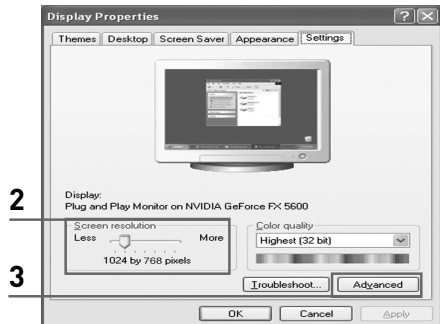 Display Properties
Themes Desktop Screen Saver Appearance Settings
Display:
Plug and Play Monitor on NVIDIA GeForce FX 5600
2
Screen resolution
Less More
1024 by 768 pixels
Color quality
Highest (32 bit)
3
Troubleshoot... Advanced
OK Cancel Apply